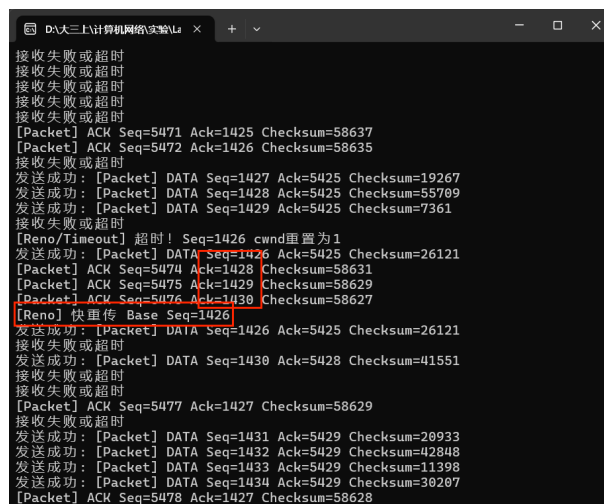 D:\大三上\计算机网络\实验\La
接收失败或超时
接收失败或超时
接收失败或超时
接收失败或超时
接收失败或超时
[Packet] ACK Seq=5471 Ack=1425 Checksum=58637
[Packet] ACK Seq=5472 Ack=1426 Checksum=58635
接收失败或超时
发送成功: [Packet] DATA Seq=1427 Ack=5425 Checksum=19267
发送成功: [Packet] DATA Seq=1428 Ack=5425 Checksum=55709
发送成功: [Packet] DATA Seq=1429 Ack=5425 Checksum=7361
接收失败或超时
[Reno/Timeout] 超时! Seq=1426 cwnd重置为1
发送成功: [Packet] DATA Seq=1426 Ack=5425 Checksum=26121
[Packet] ACK Seq=5474 Ack=1428 Checksum=58631
[Packet] ACK Seq=5475 Ack=1429 Checksum=58629
[Packet] ACK Seq=5476 Ack=1430 Checksum=58627
[Reno] 快重传 Base Seq=1426
发送成功: [Packet] DATA Seq=1426 Ack=5425 Checksum=26121
接收失败或超时
发送成功: [Packet] DATA Seq=1430 Ack=5428 Checksum=41551
接收失败或超时
接收失败或超时
[Packet] ACK Seq=5477 Ack=1427 Checksum=58629
接收失败或超时
发送成功: [Packet] DATA Seq=1431 Ack=5429 Checksum=20933
发送成功: [Packet] DATA Seq=1432 Ack=5429 Checksum=42848
发送成功: [Packet] DATA Seq=1433 Ack=5429 Checksum=11398
发送成功: [Packet] DATA Seq=1434 Ack=5429 Checksum=30207
[Packet] ACK Seq=5478 Ack=1427 Checksum=58628